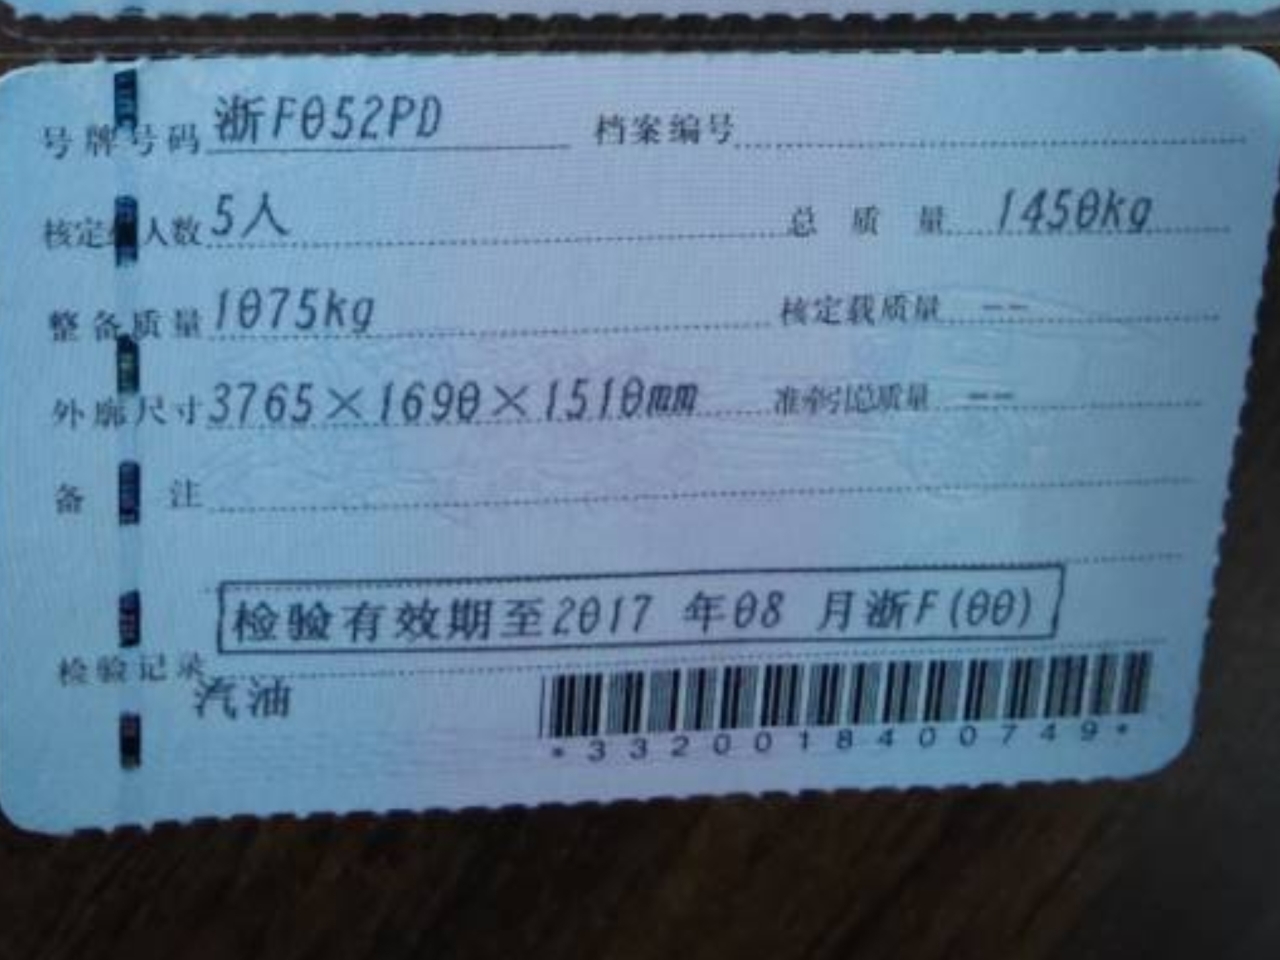 号牌号码 浙F052PD 档案编号
核定载人数 5人 总质量 1450kg
整备质量 1075kg 核定载质量 --
外廓尺寸 3765×1690×1510mm 准牵引总质量 --
备注
检验有效期至2017 年08 月浙F(00)
检验记录
汽油
*3320018400749*